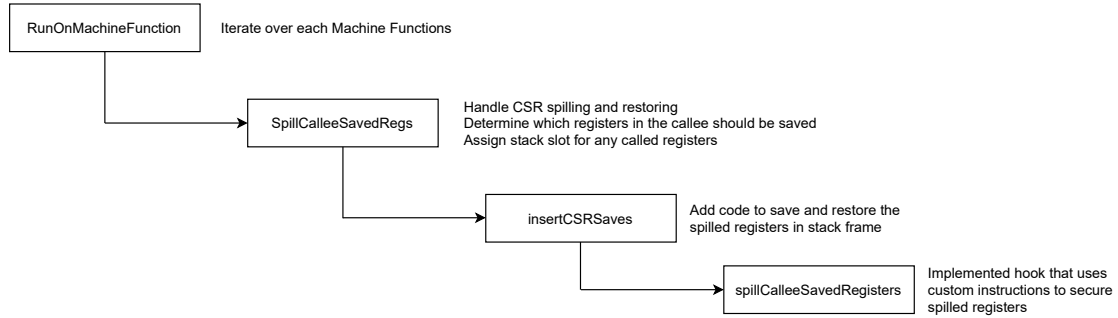 RunOnMachineFunction
Iterate over each Machine Functions
SpillCalleeSavedRegs
Handle CSR spilling and restoring
Determine which registers in the callee should be saved
Assign stack slot for any called registers
insertCSRSaves
Add code to save and restore the
spilled registers in stack frame
spillCalleeSavedRegisters
Implemented hook that uses
custom instructions to secure
spilled registers